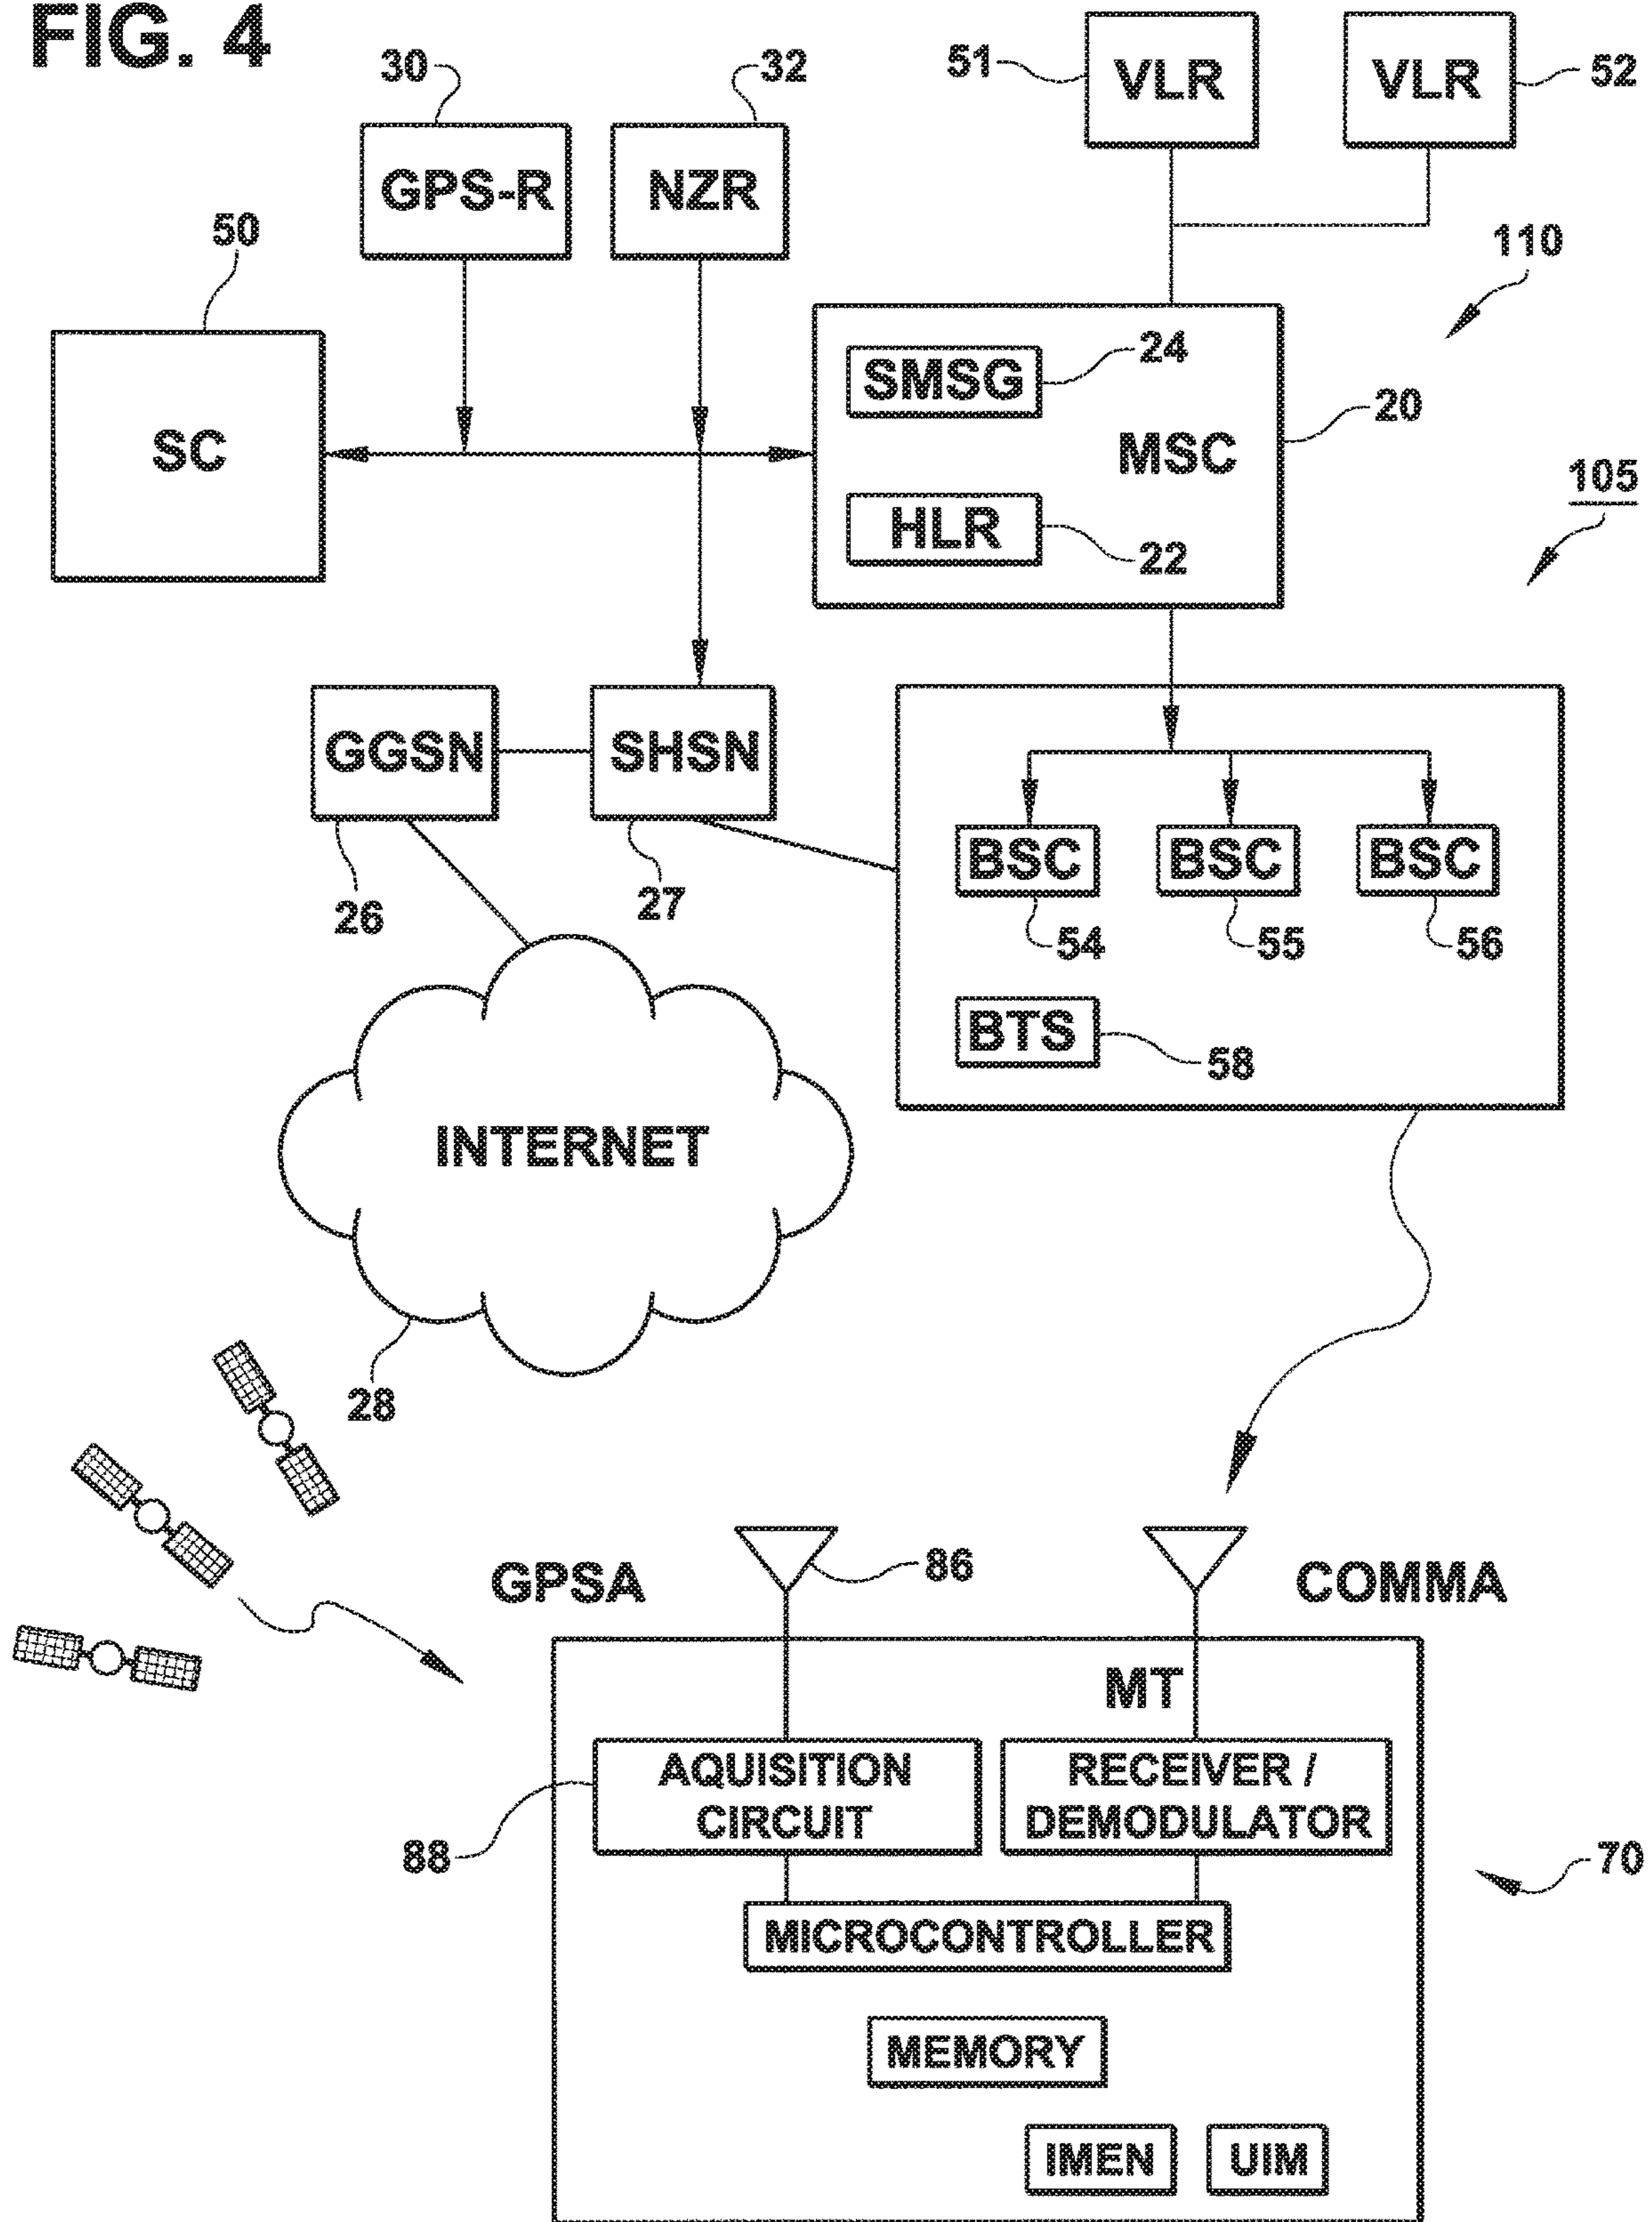 FIG. 4
30
32
51
VLR
VLR
52
GPS-R
NZR
50
110
SC
SMSG
24
20
MSC
105
HLR
22
GGSN
SHSN
BSC
BSC
BSC
26
27
54
55
56
BTS
58
INTERNET
28
GPSA
86
COMMA
MT
AQUISITION
CIRCUIT
RECEIVER /
DEMODULATOR
88
70
MICROCONTROLLER
MEMORY
IMEN
UIM